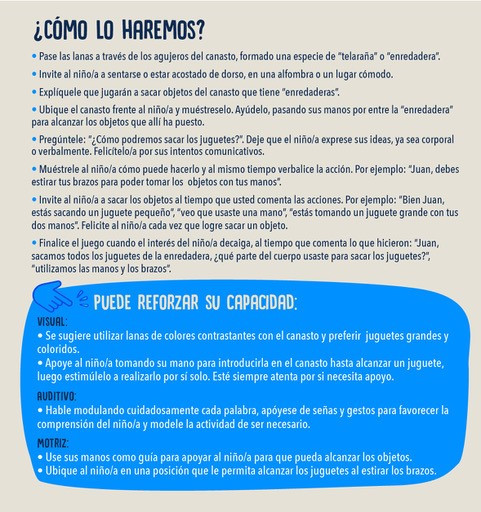 ¿CÓMO LO HAREMOS?
• Pase las lanas a través de los agujeros del canasto, formado una especie de "telaraña" o "enredadera".
• Invite al niño/a a sentarse o estar acostado de dorso, en una alfombra o un lugar cómodo.
• Explíquele que jugarán a sacar objetos del canasto que tiene "enredaderas".
• Ubique el canasto frente al niño/a y muéstreselo. Ayúdelo, pasando sus manos por entre la "enredadera"
para alcanzar los objetos que allí ha puesto.
• Pregúntele: "¿Cómo podremos sacar los juguetes?". Deje que el niño/a exprese sus ideas, ya sea corporal
o verbalmente. Felicítelo/a por sus intentos comunicativos.
• Muéstrele al niño/a cómo puede hacerlo y al mismo tiempo verbalice la acción. Por ejemplo: "Juan, debes
estirar tus brazos para poder tomar los objetos con tus manos".
• Invite al niño/a a sacar los objetos al tiempo que usted comenta las acciones. Por ejemplo: "Bien Juan,
estás sacando un juguete pequeño", "veo que usaste una mano", "estás tomando un juguete grande con tus
dos manos". Felicite al niño/a cada vez que logre sacar un objeto.
• Finalice el juego cuando el interés del niño/a decaiga, al tiempo que comenta lo que hicieron: "Juan,
sacamos todos los juguetes de la enredadera, ¿qué parte del cuerpo usaste para sacar los juguetes?",
"utilizamos las manos y los brazos".
PUEDE REFORZAR SU CAPACIDAD:
VISUAL:
• Se sugiere utilizar lanas de colores contrastantes con el canasto y preferir juguetes grandes y
coloridos.
• Apoye al niño/a tomando su mano para introducirla en el canasto hasta alcanzar un juguete,
luego estimúlelo a realizarlo por sí solo. Esté siempre atenta por si necesita apoyo.
AUDITIVO:
• Hable modulando cuidadosamente cada palabra, apóyese de señas y gestos para favorecer la
comprensión del niño/a y modele la actividad de ser necesario.
MOTRIZ:
• Use sus manos como guía para apoyar al niño/a para que pueda alcanzar los objetos.
• Ubique al niño/a en una posición que le permita alcanzar los juguetes al estirar los brazos.